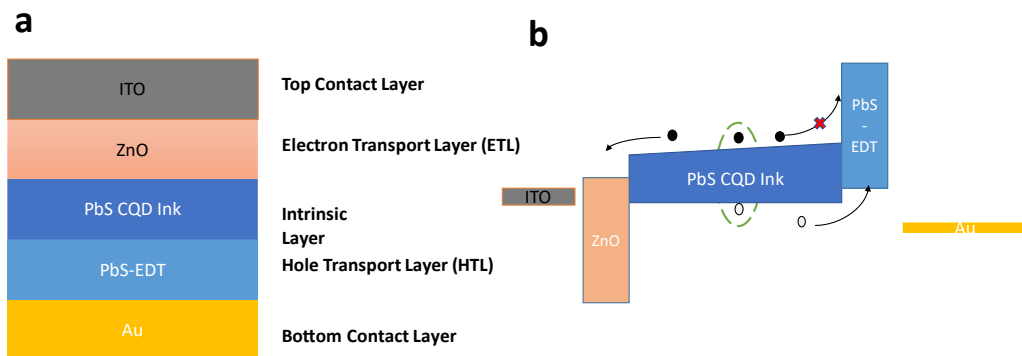 a
ITO
Top Contact Layer
ZnO
Electron Transport Layer (ETL)
PbS CQD Ink
Intrinsic
Layer
PbS-EDT
Hole Transport Layer (HTL)
Au
Bottom Contact Layer
b
PbS
-
EDT
PbS CQD Ink
ITO
ZnO
Au